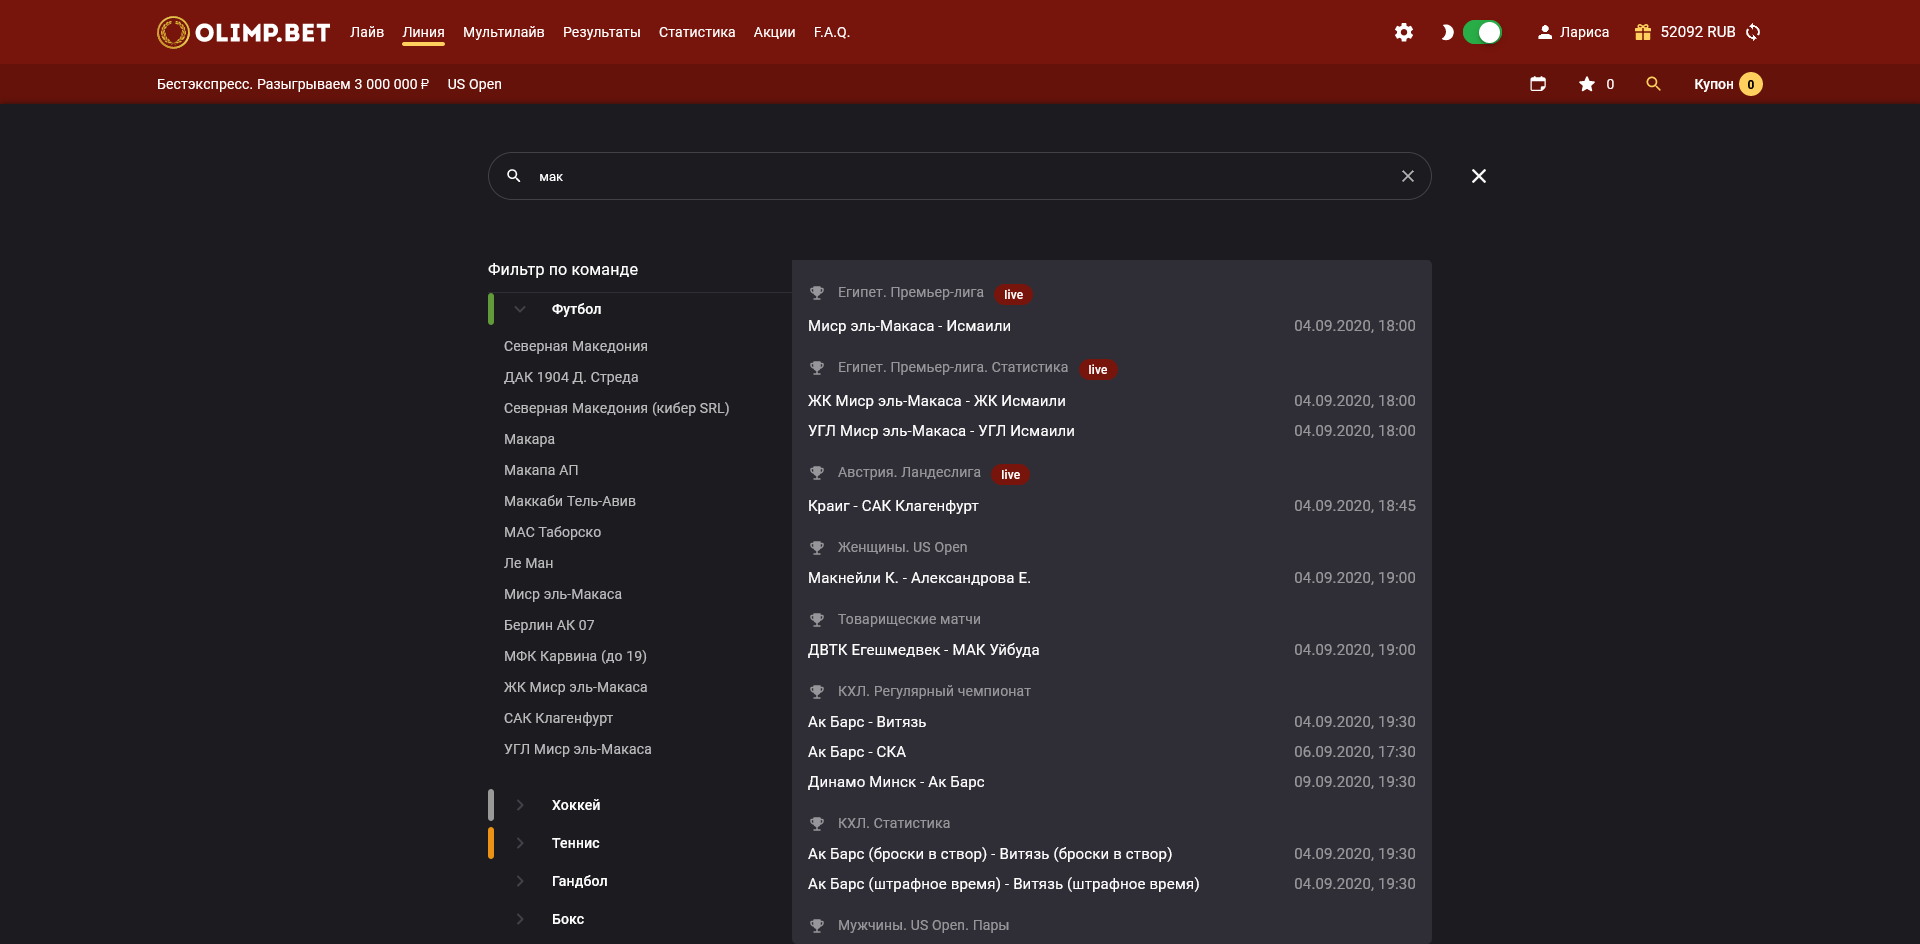 OLIMP.BET Лайв Линия Мультилайв Результаты Статистика Акции F.A.Q. Лариса 52092 RUB
Бестэкспресс. Разыгрываем 3 000 000 ₽ US Open 0 Купон 0
мак
Фильтр по команде
Футбол
Северная Македония
ДАК 1904 Д. Стреда
Северная Македония (кибер SRL)
Макара
Макапа АП
Маккаби Тель-Авив
МАС Таборско
Ле Ман
Миср эль-Макаса
Берлин АК 07
МФК Карвина (до 19)
ЖК Миср эль-Макаса
САК Клагенфурт
УГЛ Миср эль-Макаса
Хоккей
Теннис
Гандбол
Бокс
Египет. Премьер-лига live
Миср эль-Макаса - Исмаили 04.09.2020, 18:00
Египет. Премьер-лига. Статистика live
ЖК Миср эль-Макаса - ЖК Исмаили 04.09.2020, 18:00
УГЛ Миср эль-Макаса - УГЛ Исмаили 04.09.2020, 18:00
Австрия. Ландеслига live
Краиг - САК Клагенфурт 04.09.2020, 18:45
Женщины. US Open
Макнейли К. - Александрова Е. 04.09.2020, 19:00
Товарищеские матчи
ДВТК Егешмедвек - МАК Уйбуда 04.09.2020, 19:00
КХЛ. Регулярный чемпионат
Ак Барс - Витязь 04.09.2020, 19:30
Ак Барс - СКА 06.09.2020, 17:30
Динамо Минск - Ак Барс 09.09.2020, 19:30
КХЛ. Статистика
Ак Барс (броски в створ) - Витязь (броски в створ) 04.09.2020, 19:30
Ак Барс (штрафное время) - Витязь (штрафное время) 04.09.2020, 19:30
Мужчины. US Open. Пары